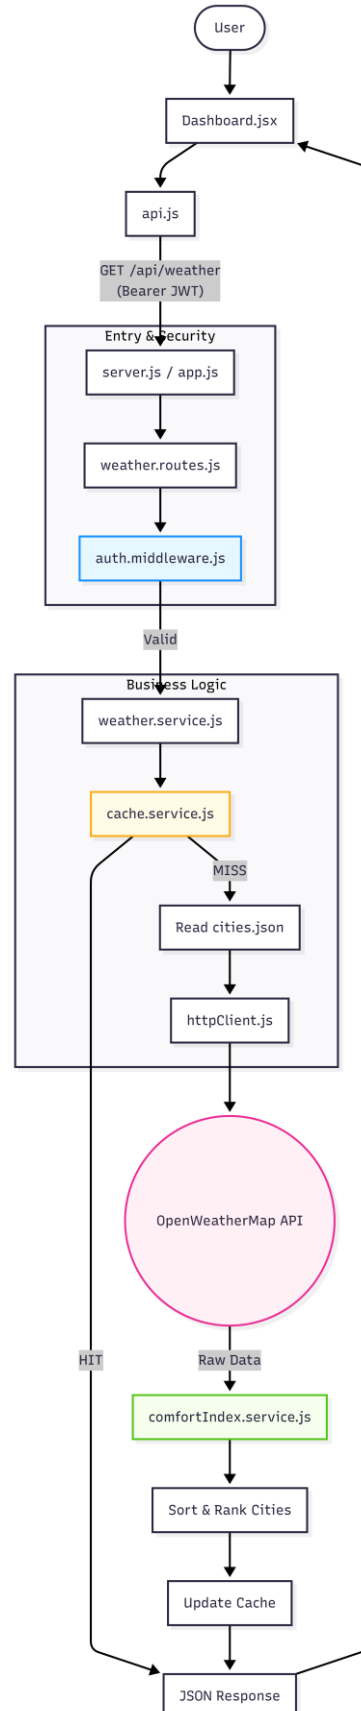 User
Dashboard.jsx
api.js
GET /api/weather
(Bearer JWT)
Entry & Security
server.js / app.js
weather.routes.js
auth.middleware.js
Valid
Business Logic
weather.service.js
cache.service.js
MISS
Read cities.json
httpClient.js
OpenWeatherMap API
HIT
Raw Data
comfortIndex.service.js
Sort & Rank Cities
Update Cache
JSON Response